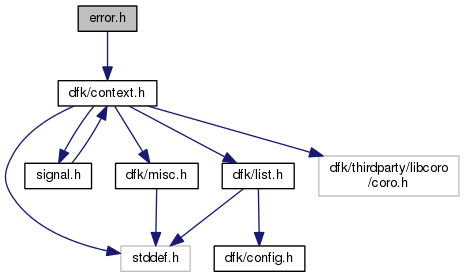 error.h
dfk/context.h
signal.h
dfk/misc.h
dfk/list.h
dfk/thirdparty/libcoro
/coro.h
stddef.h
dfk/config.h